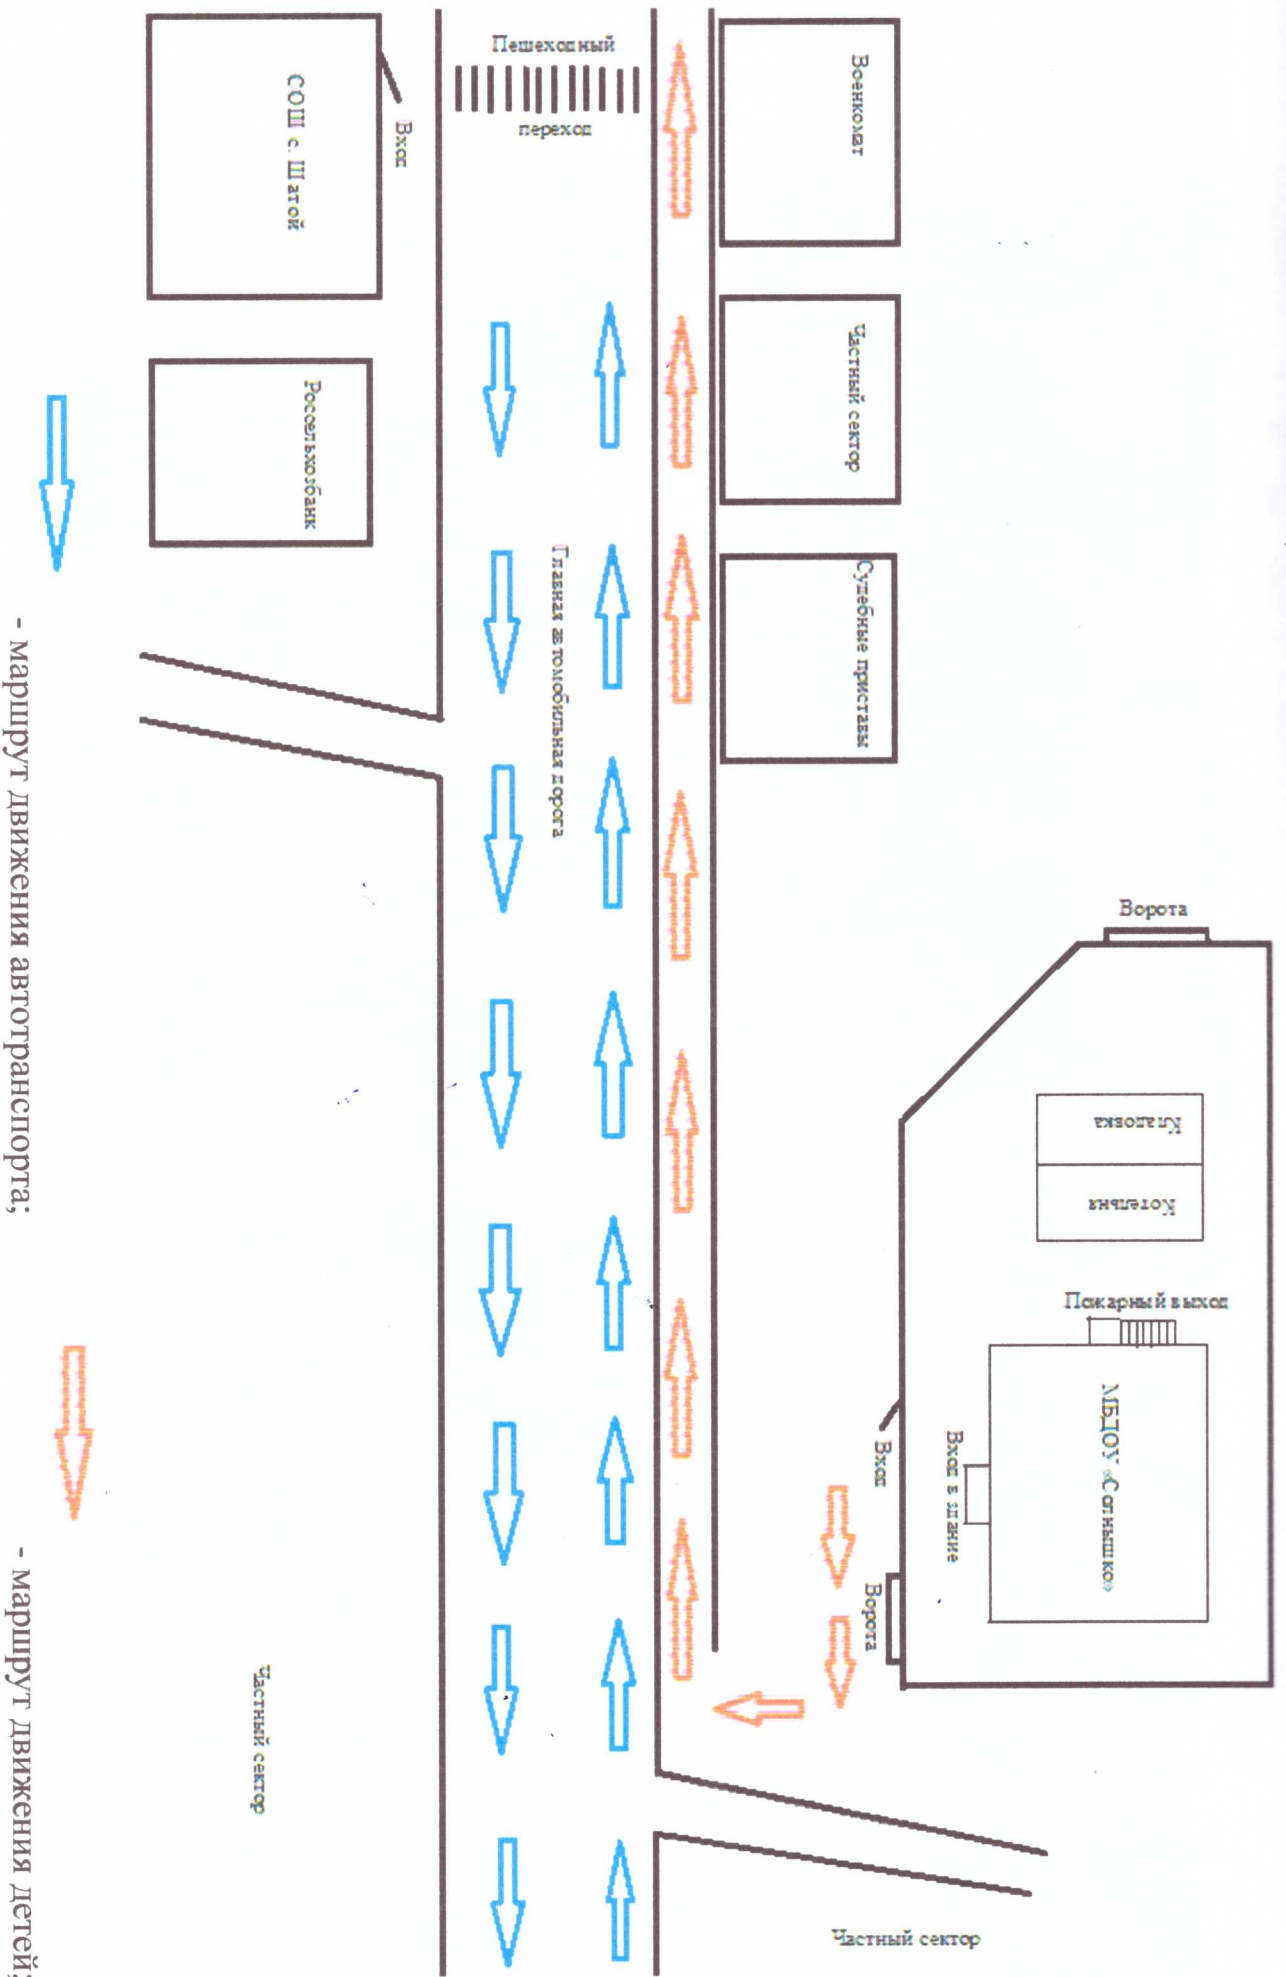 Пешеходный
переход
Военкомат
СОШ с. Шатой
Вход
Частный сектор
Россельхозбанк
Судебные приставы
Главная автомобильная дорога
Ворота
Кладовка
Котельня
Пожарный выход
МБДОУ «Солнышко»
Вход в здание
Вход
Ворота
Частный сектор
Частный сектор
- маршрут движения автотранспорта;
- маршрут движения детей;